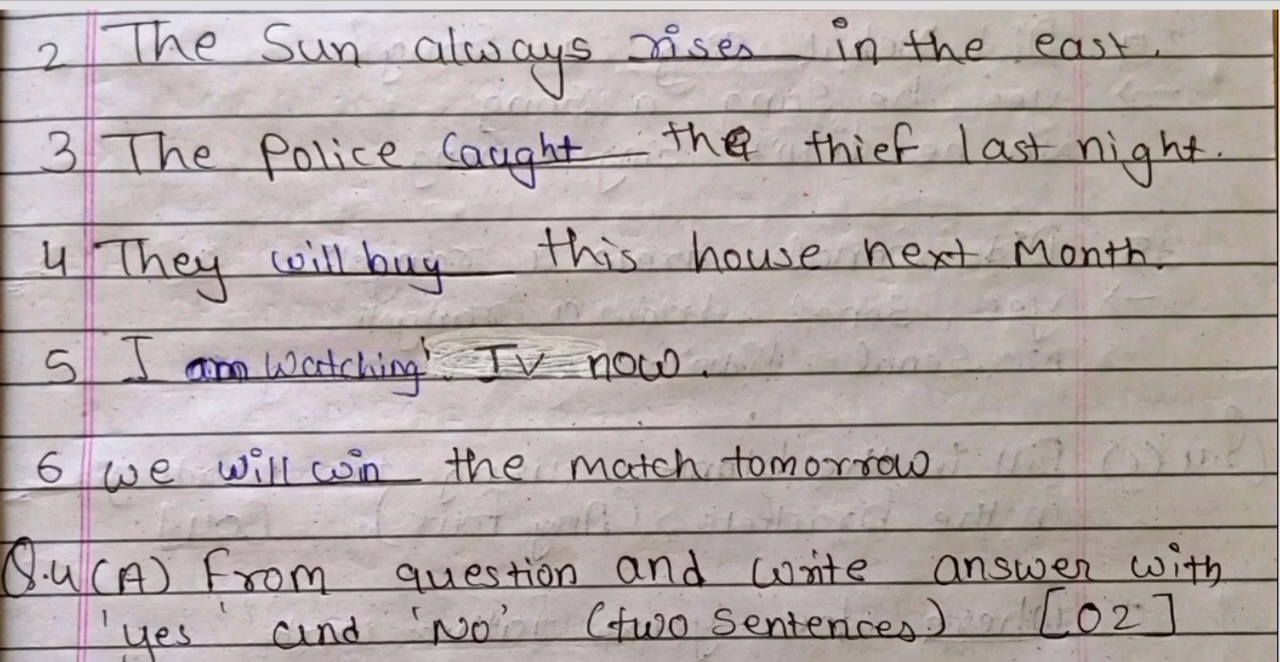 2 The Sun always rises in the east.
3 The police caught the thief last night.
4 They will buy this house next Month.
5 I am watching TV now.
6 we will win the match tomorrow
Q.4 (A) From question and write answer with
'yes' and 'No' (two Sentences) [02]